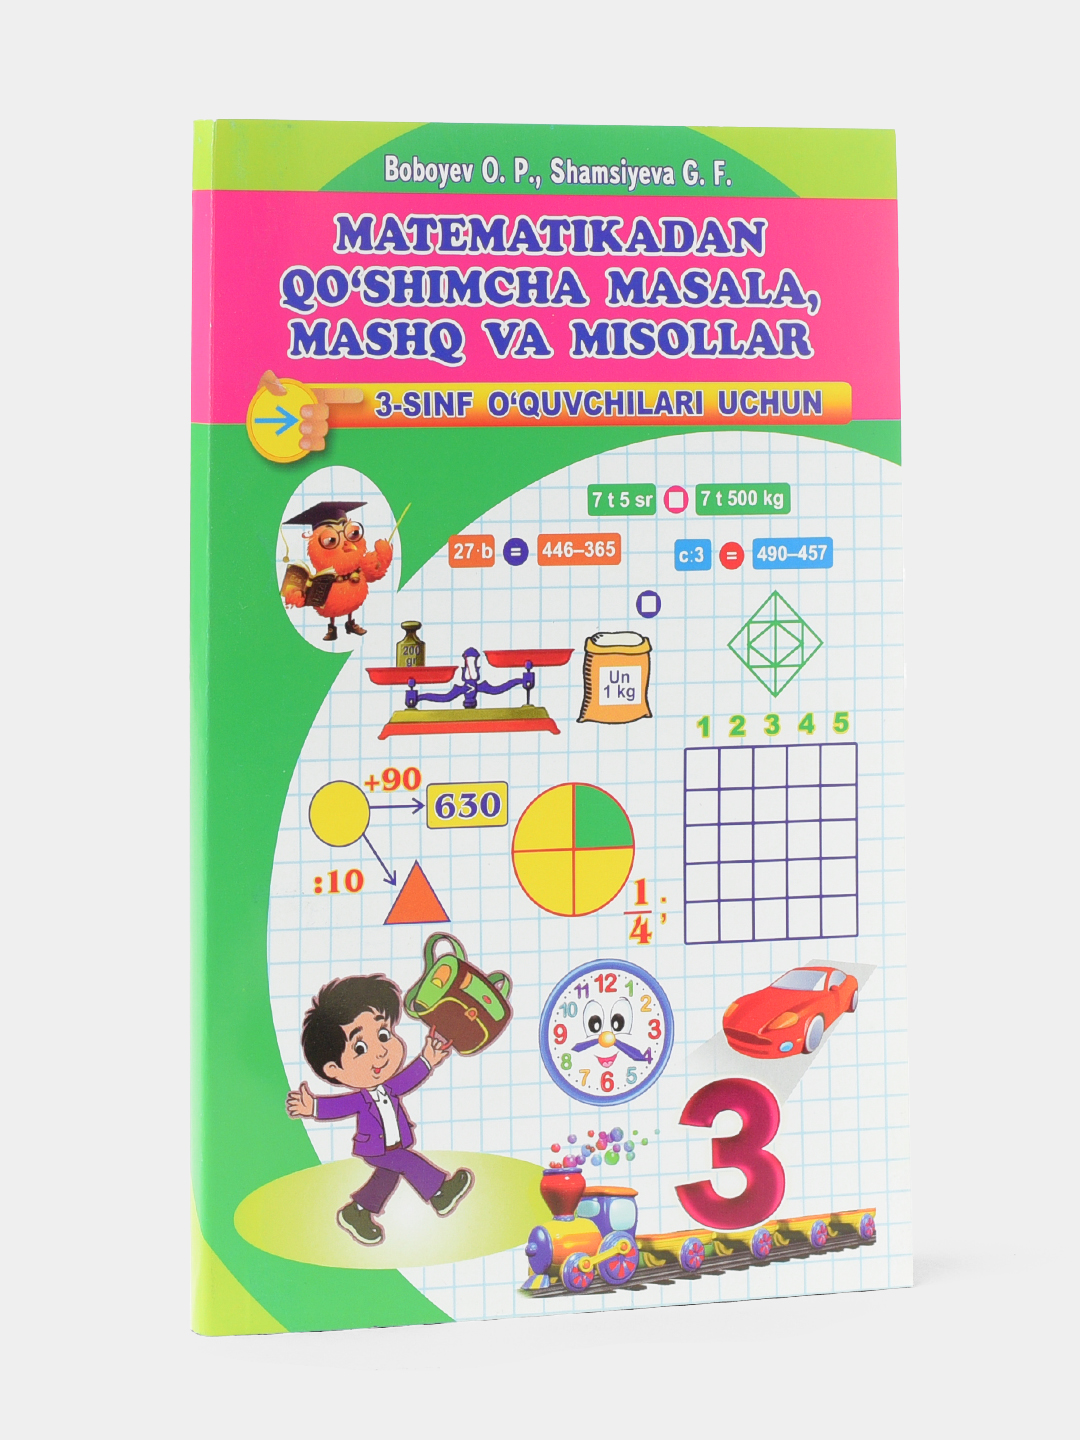 Boboyev O. P., Shamsiyeva G. F.
MATEMATIKADAN
QO‘SHIMCHA MASALA,
MASHQ VA MISOLLAR
3-SINF O‘QUVCHILARI UCHUN
7 t 5 sr 7 t 500 kg
27·b = 446–365
c:3 = 490–457
200 gr
Un
1 kg
1 2 3 4 5
+90
630
:10
1
4 ;
12 1 2 3 4 5 6 7 8 9 10 11
3